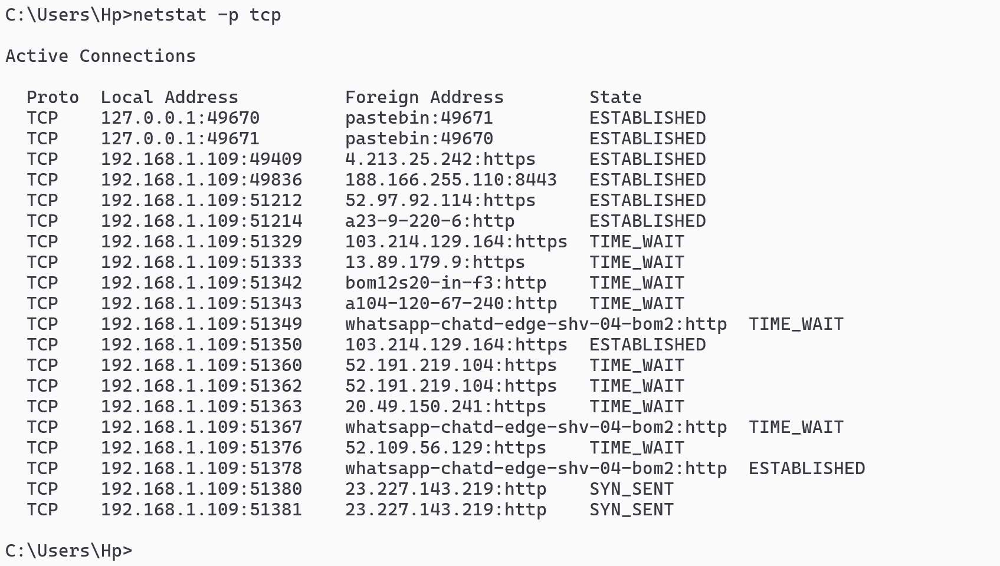 C:\Users\Hp>netstat -p tcp
Active Connections
Proto  Local Address          Foreign Address        State
TCP    127.0.0.1:49670        pastebin:49671         ESTABLISHED
TCP    127.0.0.1:49671        pastebin:49670         ESTABLISHED
TCP    192.168.1.109:49409    4.213.25.242:https     ESTABLISHED
TCP    192.168.1.109:49836    188.166.255.110:8443   ESTABLISHED
TCP    192.168.1.109:51212    52.97.92.114:https     ESTABLISHED
TCP    192.168.1.109:51214    a23-9-220-6:http       ESTABLISHED
TCP    192.168.1.109:51329    103.214.129.164:https  TIME_WAIT
TCP    192.168.1.109:51333    13.89.179.9:https      TIME_WAIT
TCP    192.168.1.109:51342    bom12s20-in-f3:http    TIME_WAIT
TCP    192.168.1.109:51343    a104-120-67-240:http   TIME_WAIT
TCP    192.168.1.109:51349    whatsapp-chatd-edge-shv-04-bom2:http  TIME_WAIT
TCP    192.168.1.109:51350    103.214.129.164:https  ESTABLISHED
TCP    192.168.1.109:51360    52.191.219.104:https   TIME_WAIT
TCP    192.168.1.109:51362    52.191.219.104:https   TIME_WAIT
TCP    192.168.1.109:51363    20.49.150.241:https    TIME_WAIT
TCP    192.168.1.109:51367    whatsapp-chatd-edge-shv-04-bom2:http  TIME_WAIT
TCP    192.168.1.109:51376    52.109.56.129:https    TIME_WAIT
TCP    192.168.1.109:51378    whatsapp-chatd-edge-shv-04-bom2:http  ESTABLISHED
TCP    192.168.1.109:51380    23.227.143.219:http    SYN_SENT
TCP    192.168.1.109:51381    23.227.143.219:http    SYN_SENT
C:\Users\Hp>